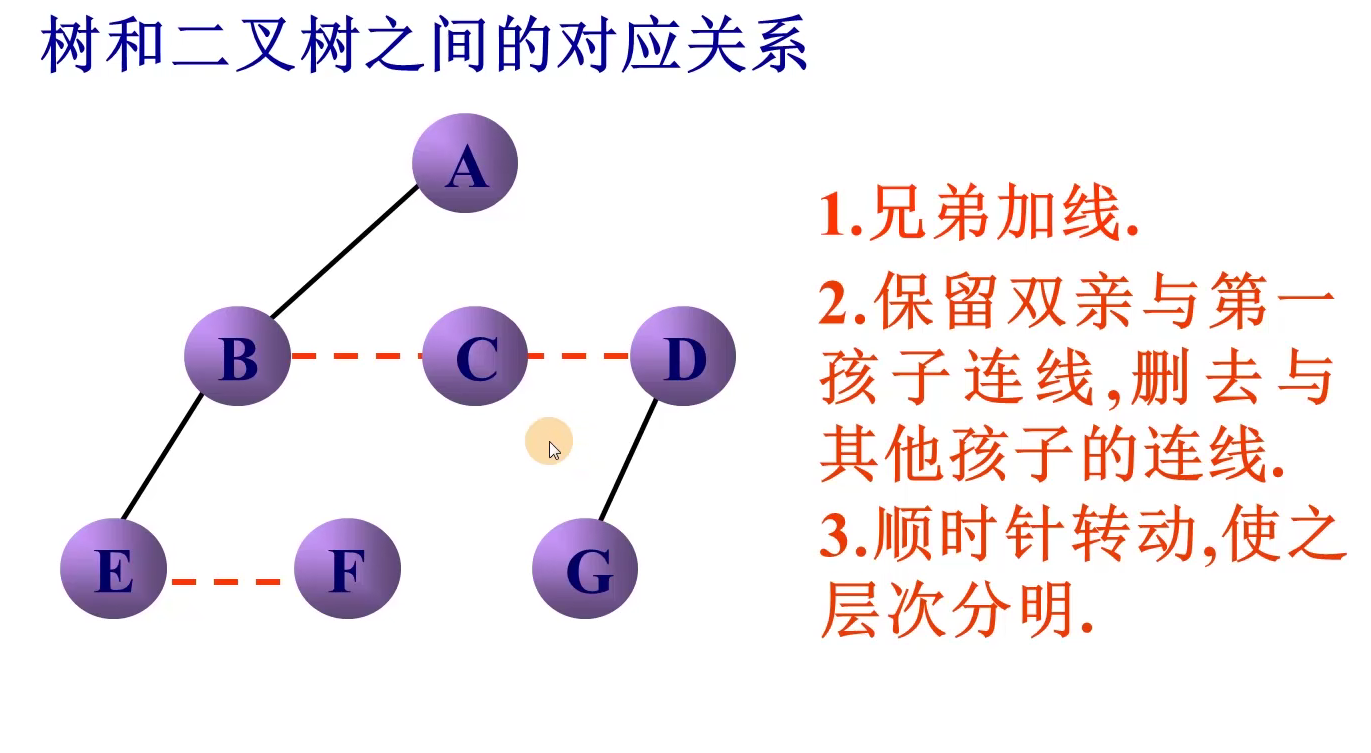 树和二叉树之间的对应关系
A
B
C
D
E
F
G
1.兄弟加线.
2.保留双亲与第一
孩子连线,删去与
其他孩子的连线.
3.顺时针转动,使之
层次分明.